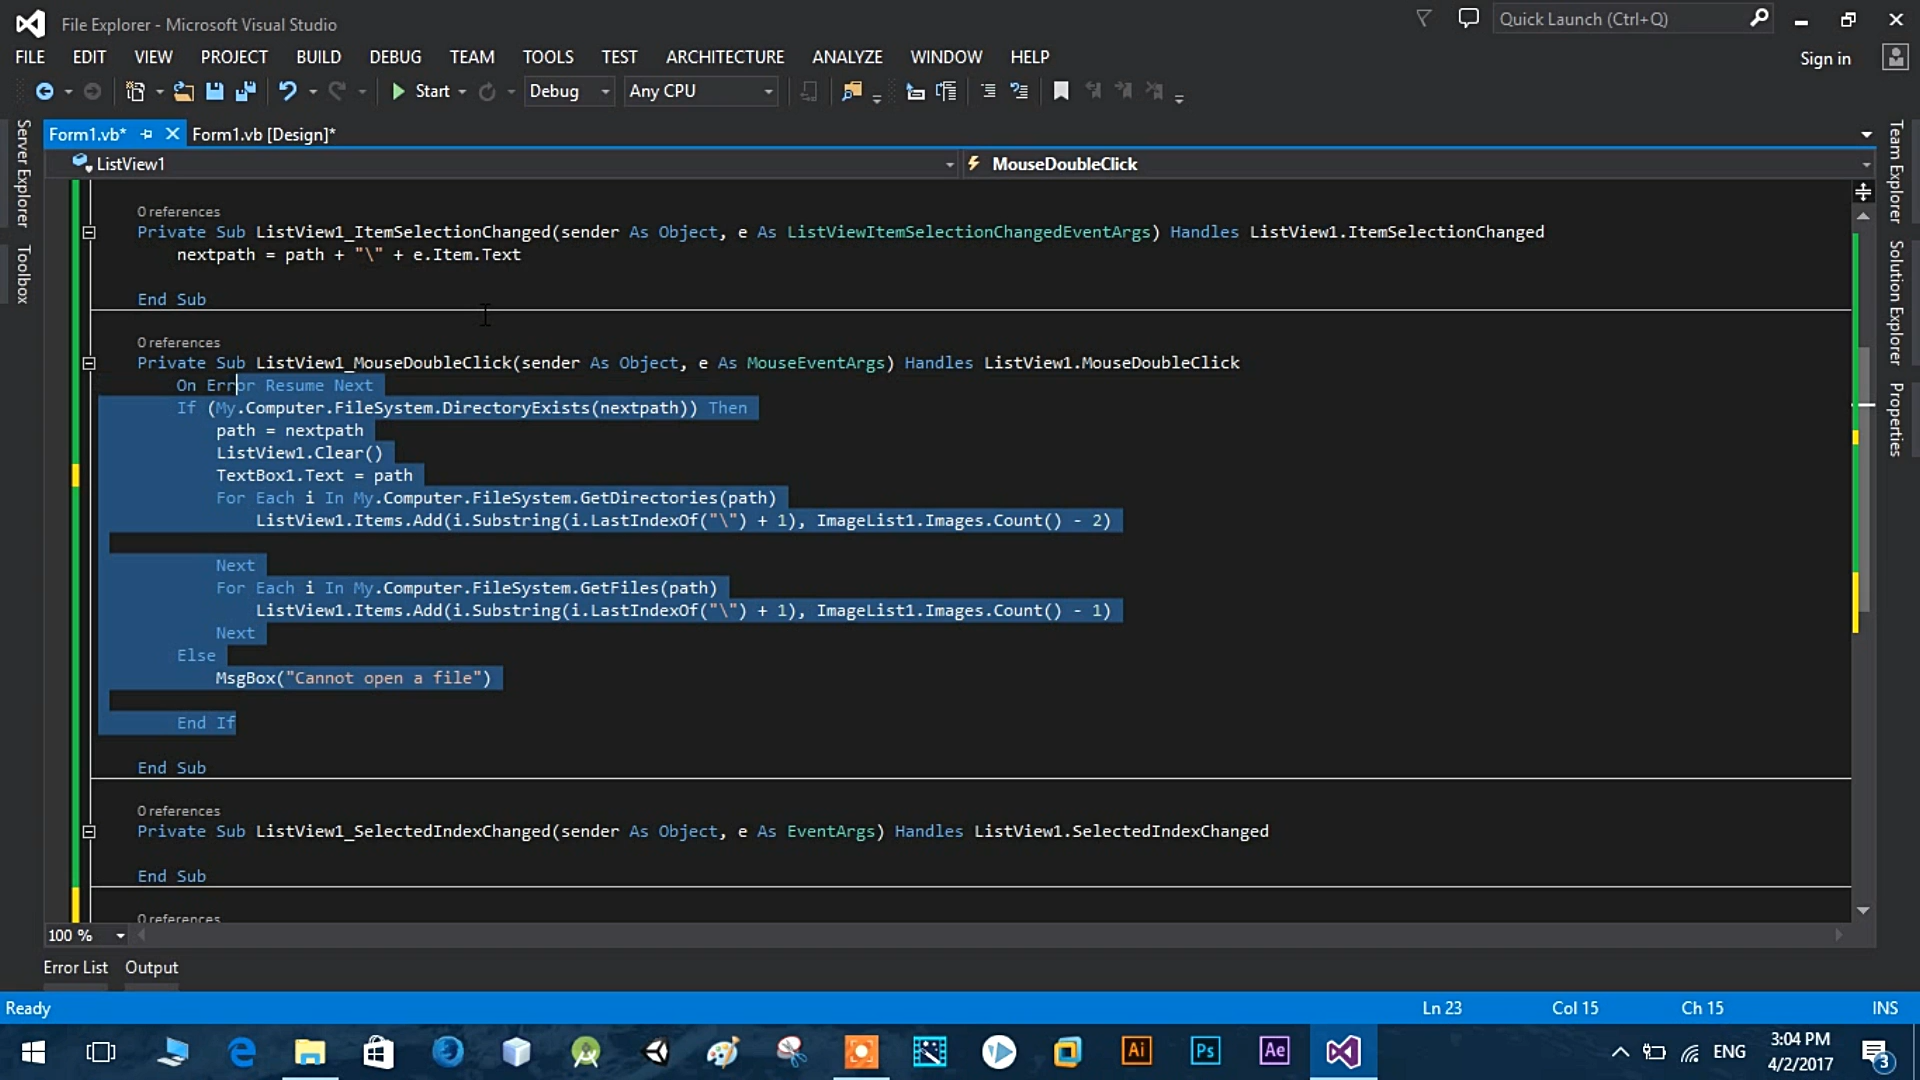 File Explorer - Microsoft Visual Studio
Quick Launch (Ctrl+Q)
FILE EDIT VIEW PROJECT BUILD DEBUG TEAM TOOLS TEST ARCHITECTURE ANALYZE WINDOW HELP
Sign in
Start Debug Any CPU
Form1.vb* Form1.vb [Design]*
ListView1 MouseDoubleClick
Server Explorer
Toolbox
Team Explorer
Solution Explorer
Properties
0 references
Private Sub ListView1_ItemSelectionChanged(sender As Object, e As ListViewItemSelectionChangedEventArgs) Handles ListView1.ItemSelectionChanged
nextpath = path + "\" + e.Item.Text
End Sub
0 references
Private Sub ListView1_MouseDoubleClick(sender As Object, e As MouseEventArgs) Handles ListView1.MouseDoubleClick
On Error Resume Next
If (My.Computer.FileSystem.DirectoryExists(nextpath)) Then
path = nextpath
ListView1.Clear()
TextBox1.Text = path
For Each i In My.Computer.FileSystem.GetDirectories(path)
ListView1.Items.Add(i.Substring(i.LastIndexOf("\") + 1), ImageList1.Images.Count() - 2)
Next
For Each i In My.Computer.FileSystem.GetFiles(path)
ListView1.Items.Add(i.Substring(i.LastIndexOf("\") + 1), ImageList1.Images.Count() - 1)
Next
Else
MsgBox("Cannot open a file")
End If
End Sub
0 references
Private Sub ListView1_SelectedIndexChanged(sender As Object, e As EventArgs) Handles ListView1.SelectedIndexChanged
End Sub
0 references
100 %
Error List Output
Ready Ln 23 Col 15 Ch 15 INS
Ai Ps Ae ENG 3:04 PM
4/2/2017 3